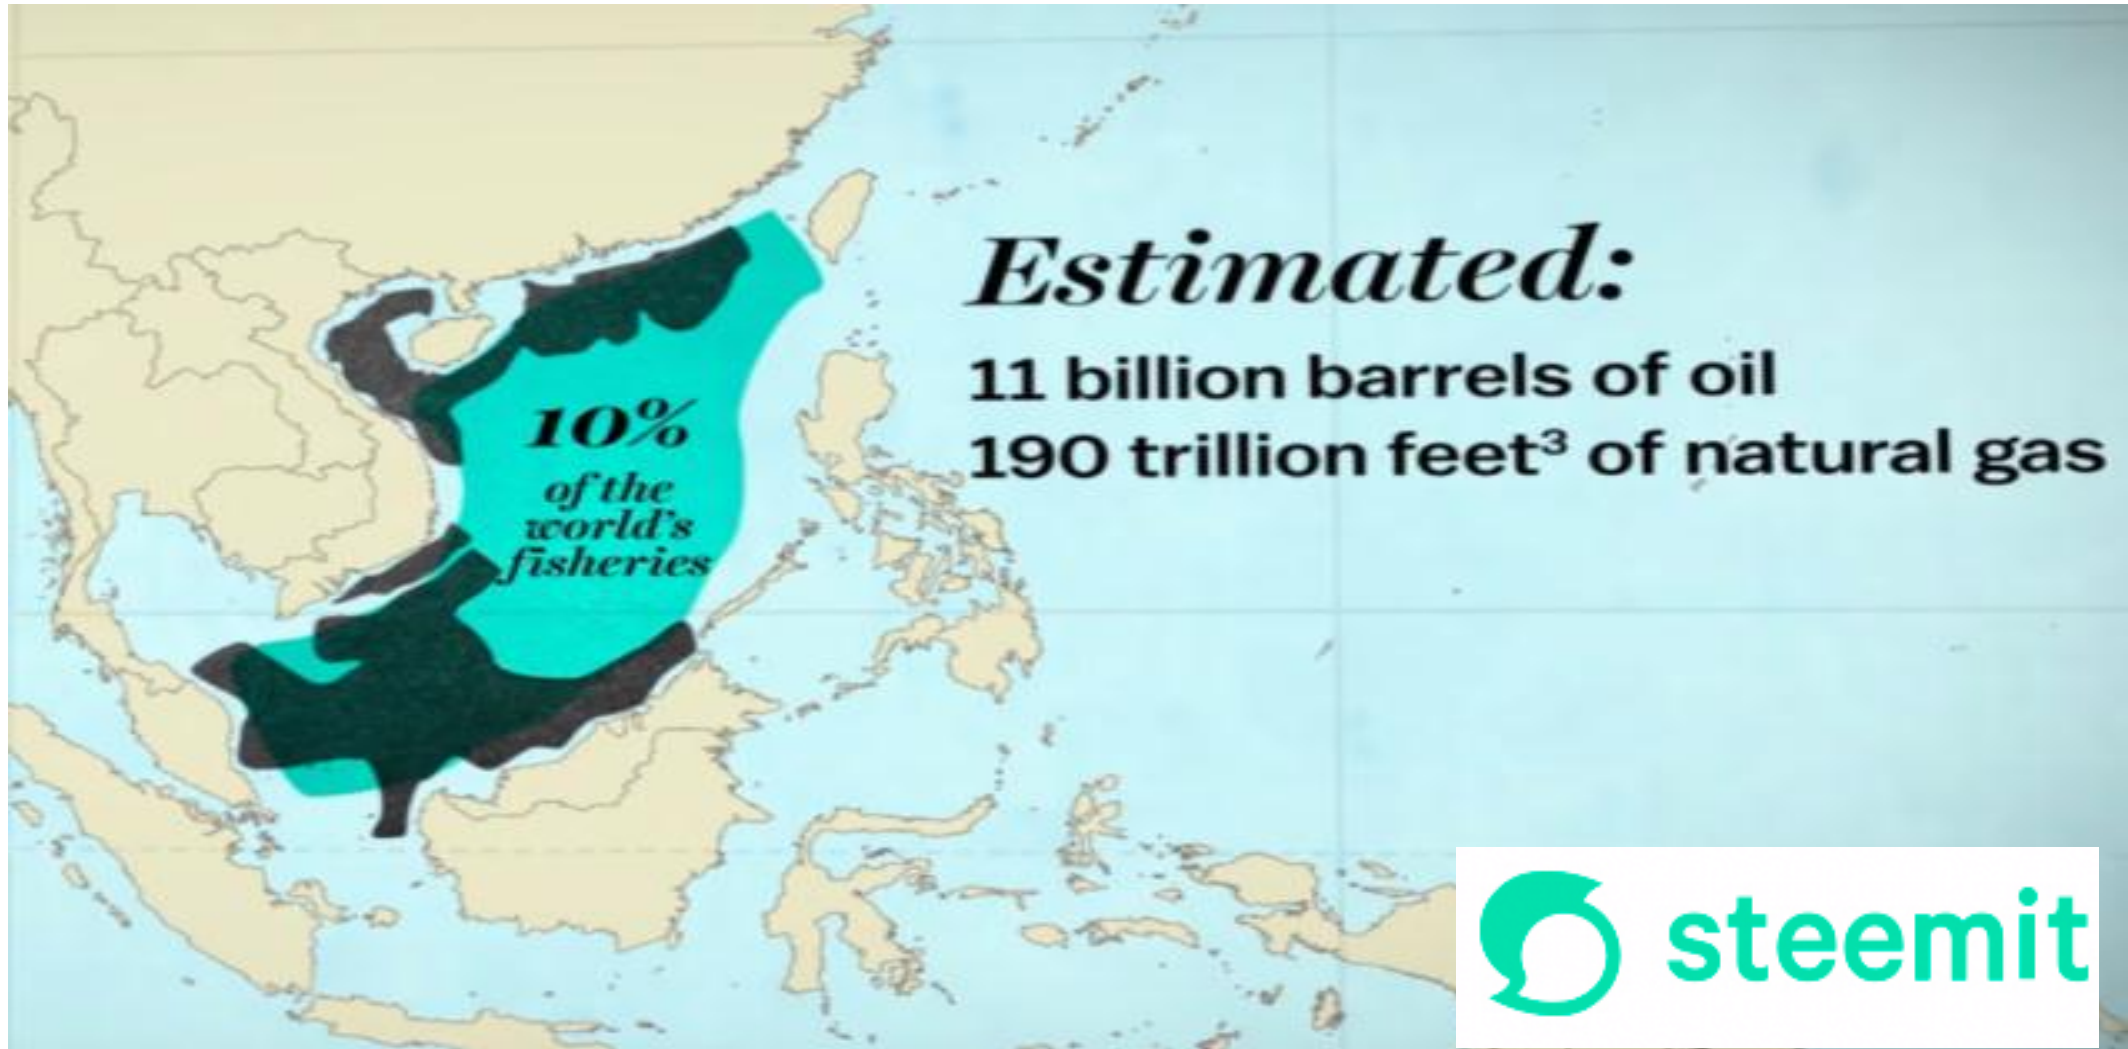 Estimated:
11 billion barrels of oil
190 trillion feet³ of natural gas
10%
of the
world's
fisheries
steemit